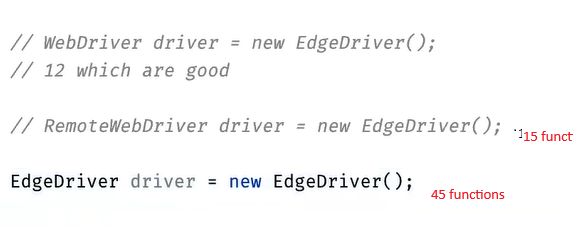 // WebDriver driver = new EdgeDriver();
// 12 which are good
// RemoteWebDriver driver = new EdgeDriver();
15 funct
EdgeDriver driver = new EdgeDriver();
45 functions